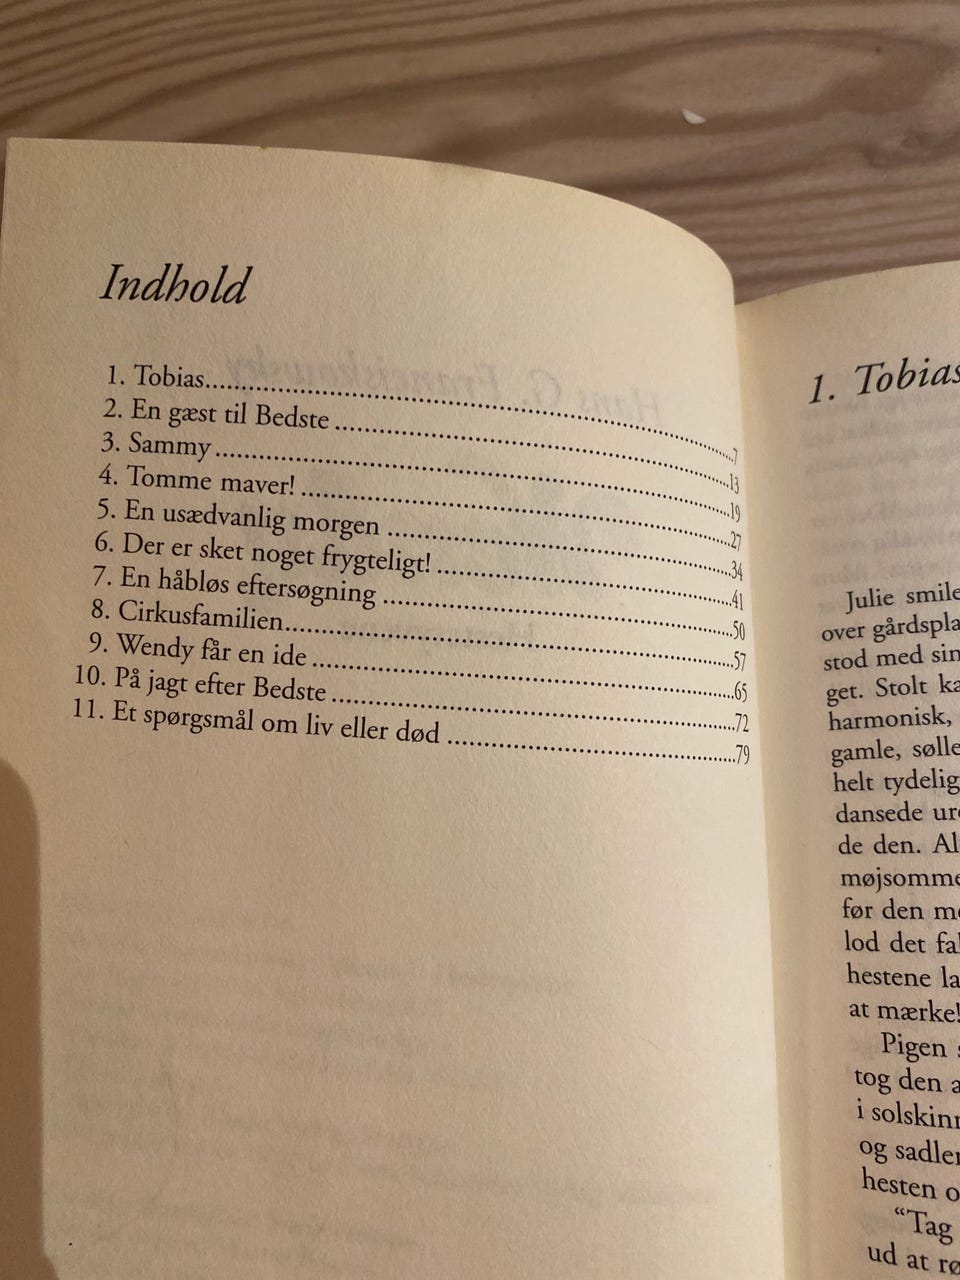 Indhold
1. Tobias..........7
2. En gæst til Bedste..........13
3. Sammy..........19
4. Tomme maver!..........27
5. En usædvanlig morgen..........34
6. Der er sket noget frygteligt!..........41
7. En håbløs eftersøgning..........50
8. Cirkusfamilien..........57
9. Wendy får en ide..........65
10. På jagt efter Bedste..........72
11. Et spørgsmål om liv eller død..........79
1. Tobias
Julie smile
over gårdspla
stod med sin
get. Stolt ka
harmonisk,
gamle, sølle
helt tydelig
dansede ur
de den. Al
møjsomme
før den m
lod det fal
hestene la
at mærke!
Pigen s
tog den a
i solskinn
og sadle
hesten o
“Tag
ud at rø